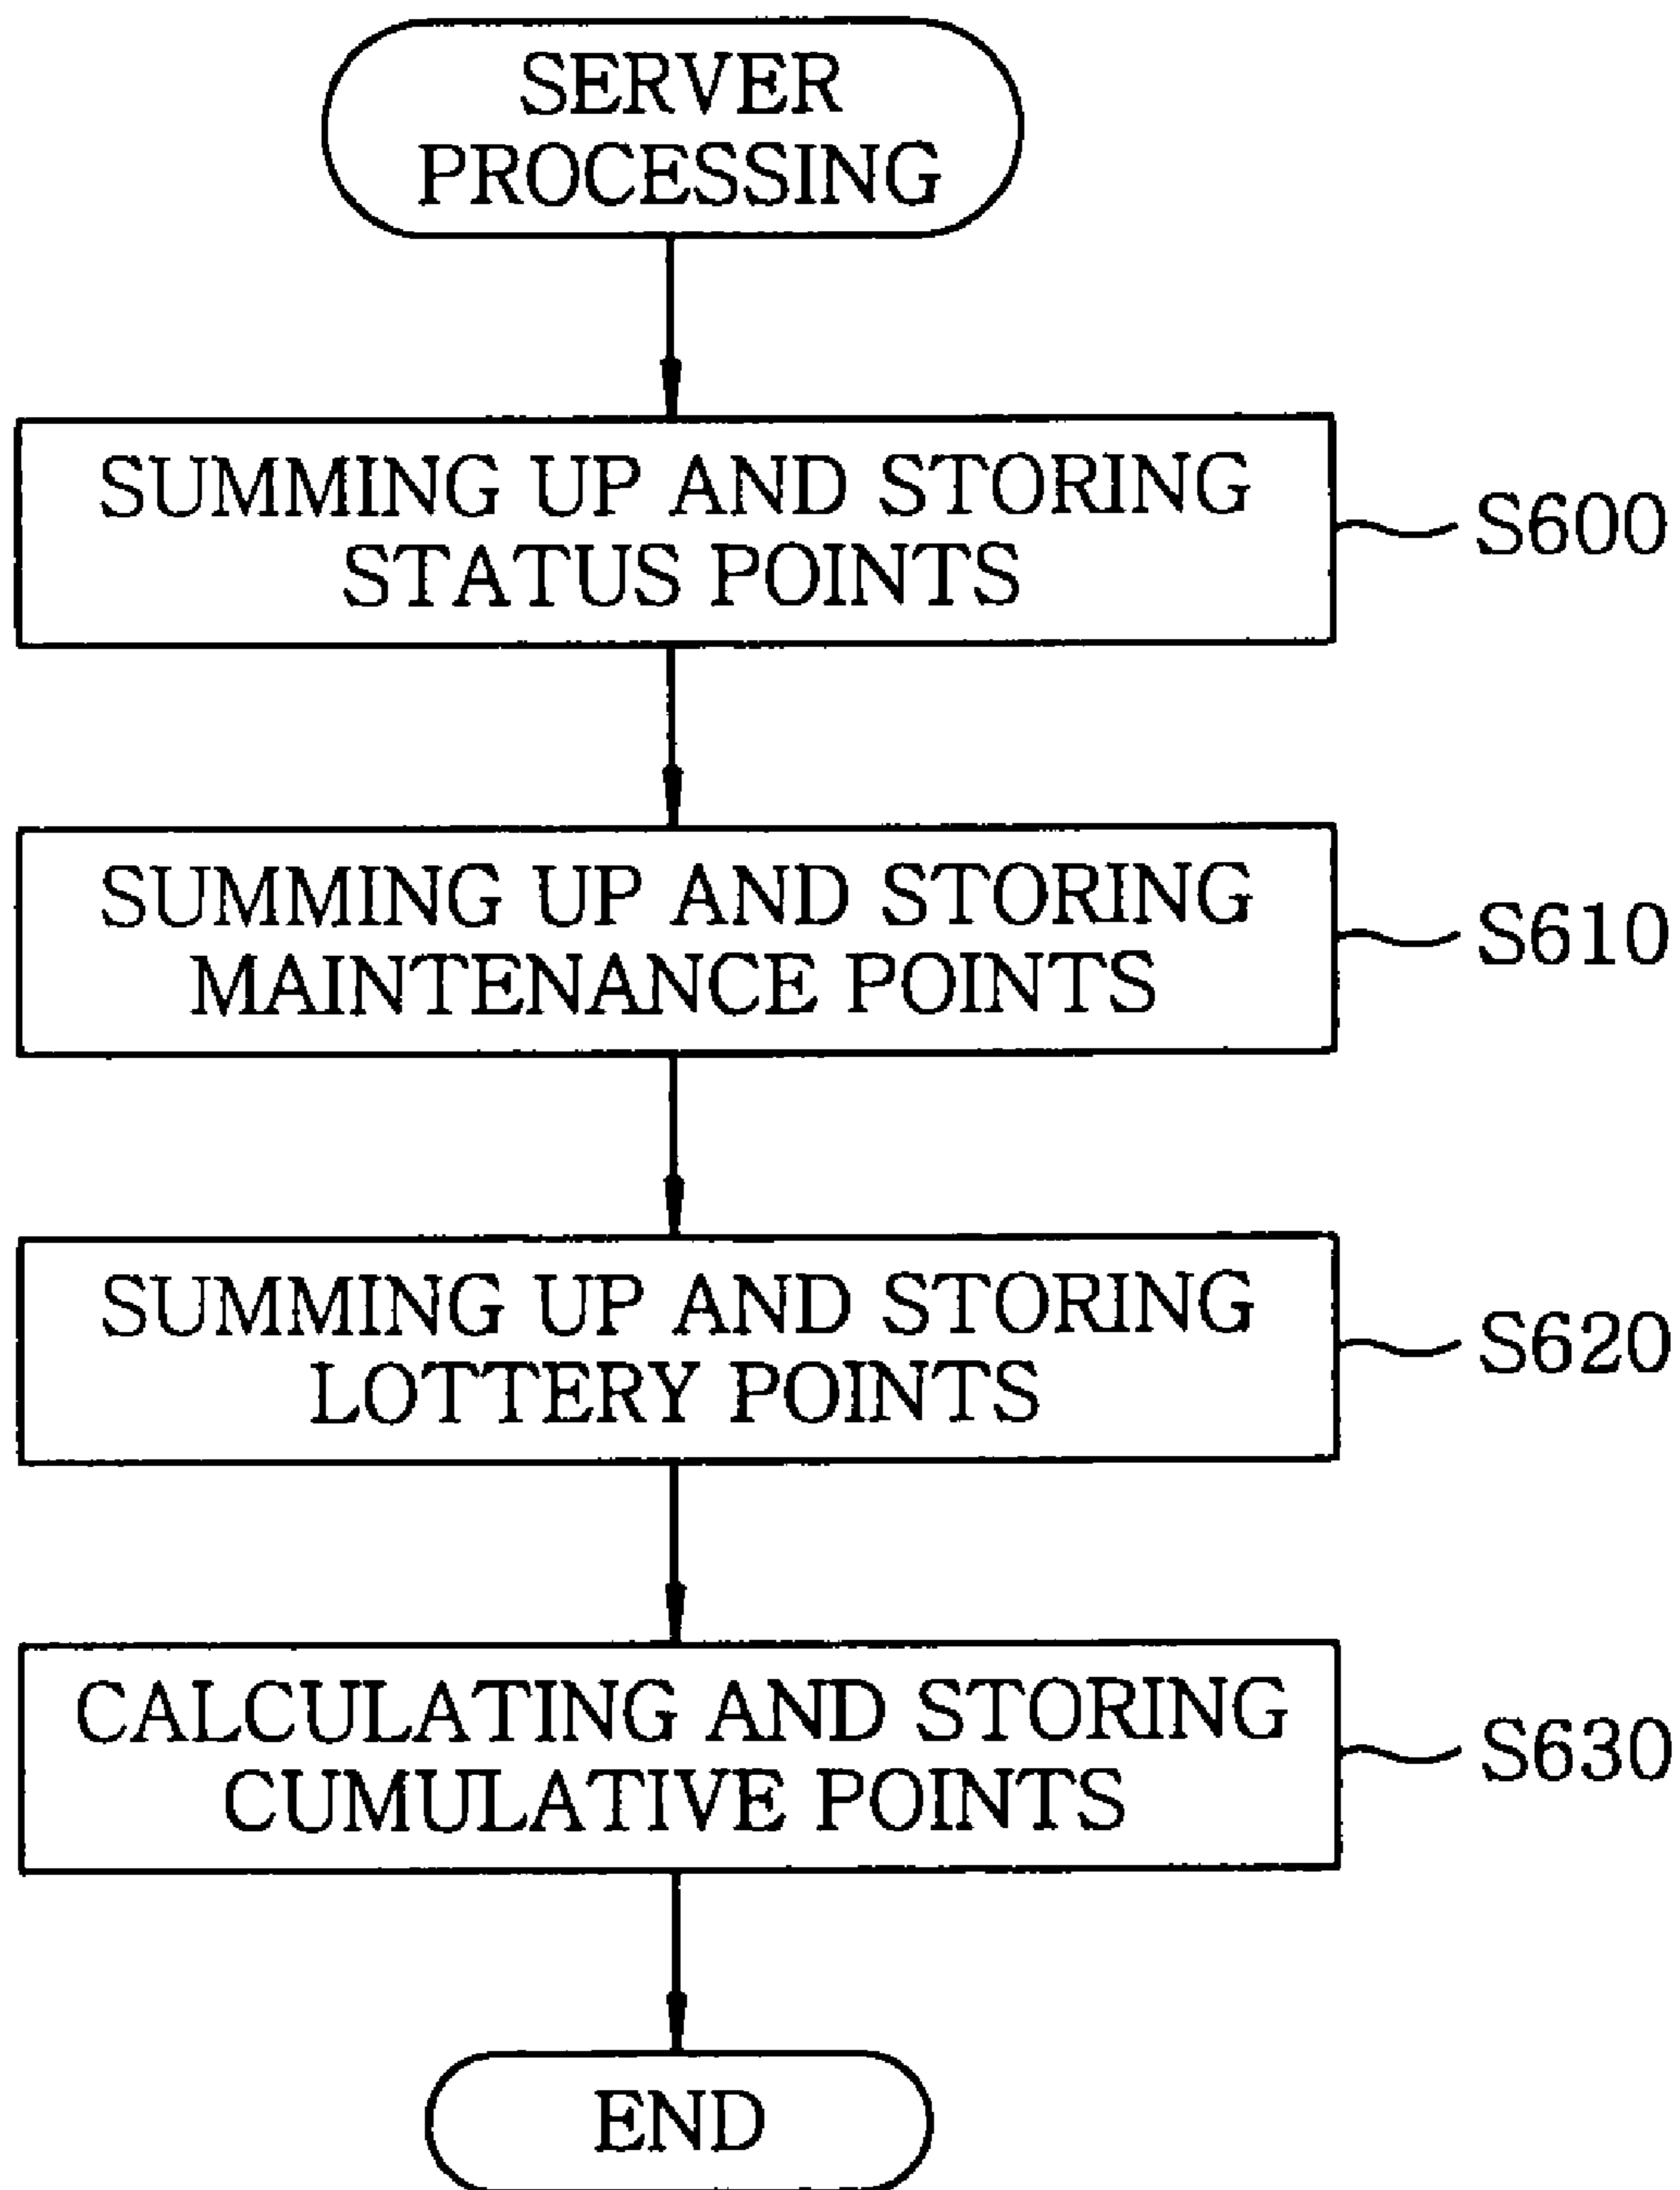 SERVER
PROCESSING
SUMMING UP AND STORING
STATUS POINTS
S600
SUMMING UP AND STORING
MAINTENANCE POINTS
S610
SUMMING UP AND STORING
LOTTERY POINTS
S620
CALCULATING AND STORING
CUMULATIVE POINTS
S630
END